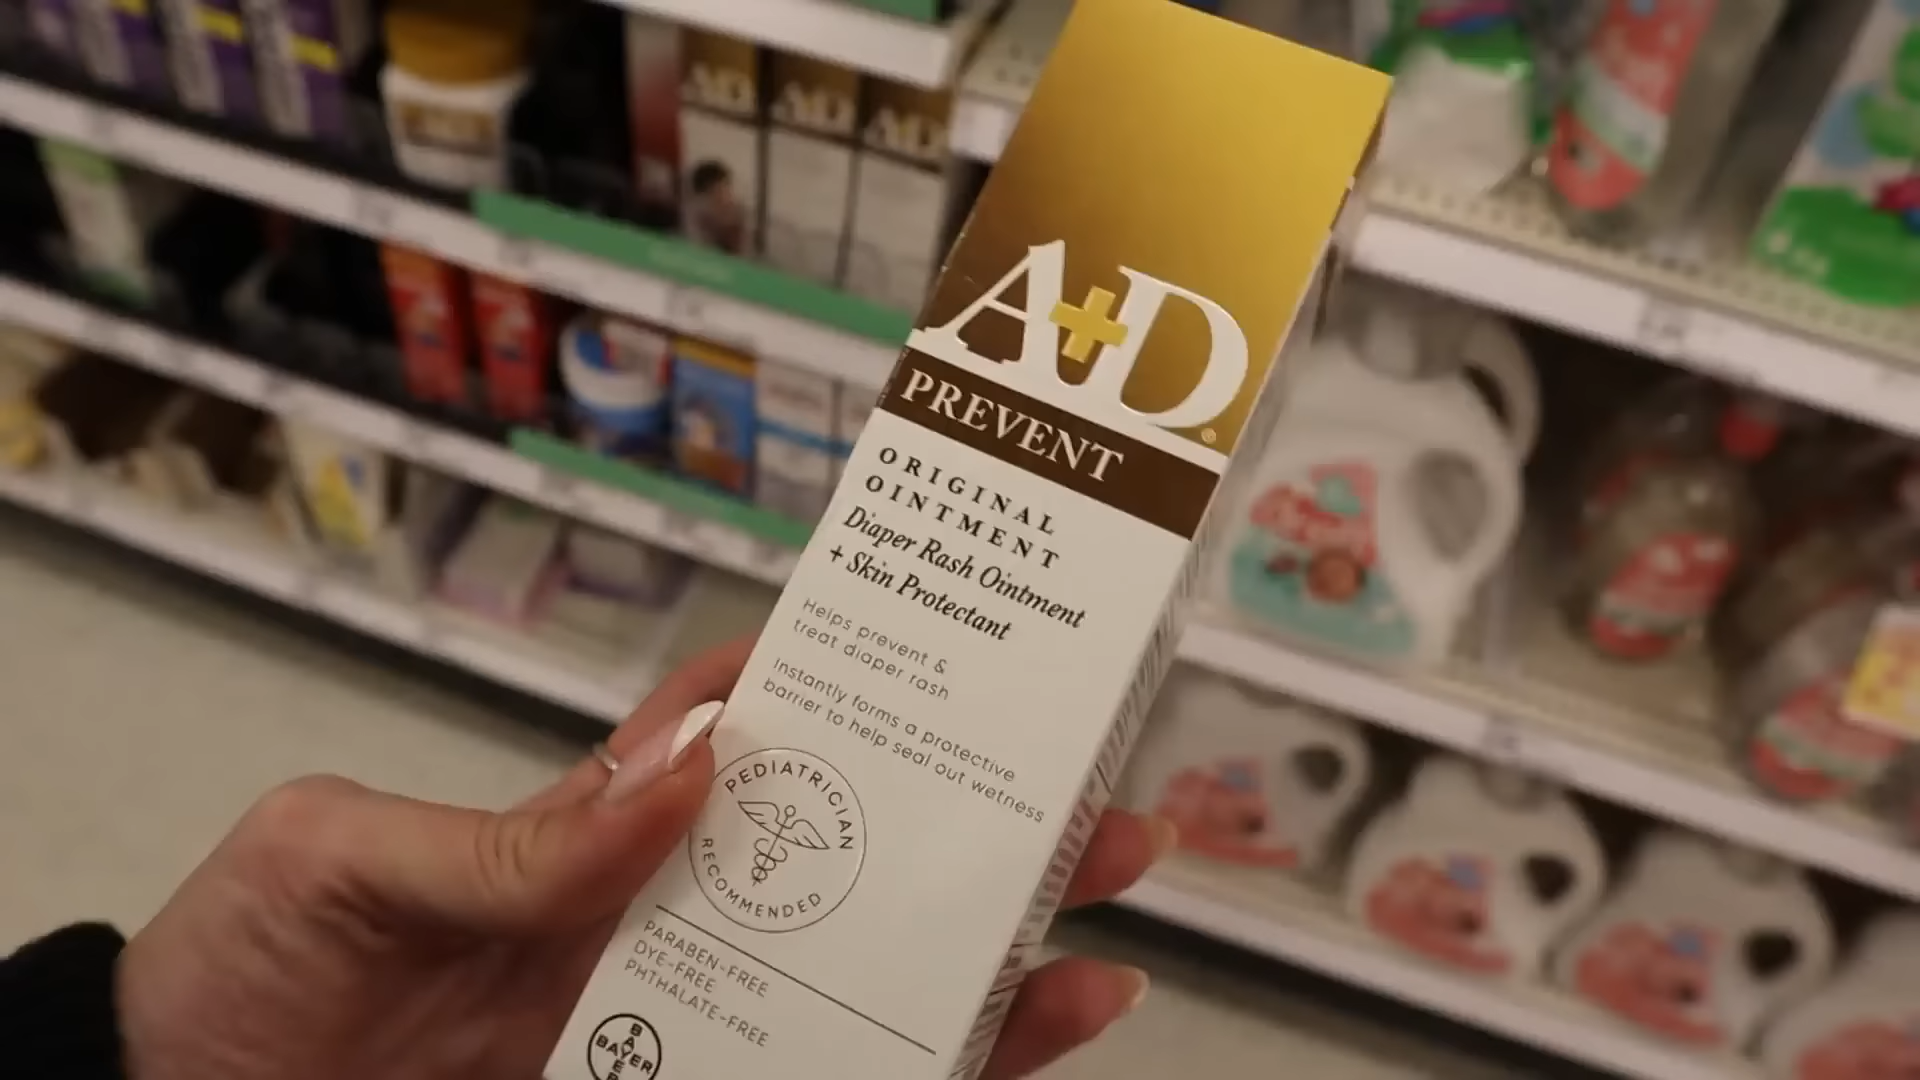 A+D®
PREVENT
ORIGINAL
OINTMENT
Diaper Rash Ointment
+ Skin Protectant
Helps prevent &
treat diaper rash
Instantly forms a protective
barrier to help seal out wetness
PEDIATRICIAN
RECOMMENDED
PARABEN-FREE
DYE-FREE
PHTHALATE-FREE
BAYER
A+D
A+D
A+D